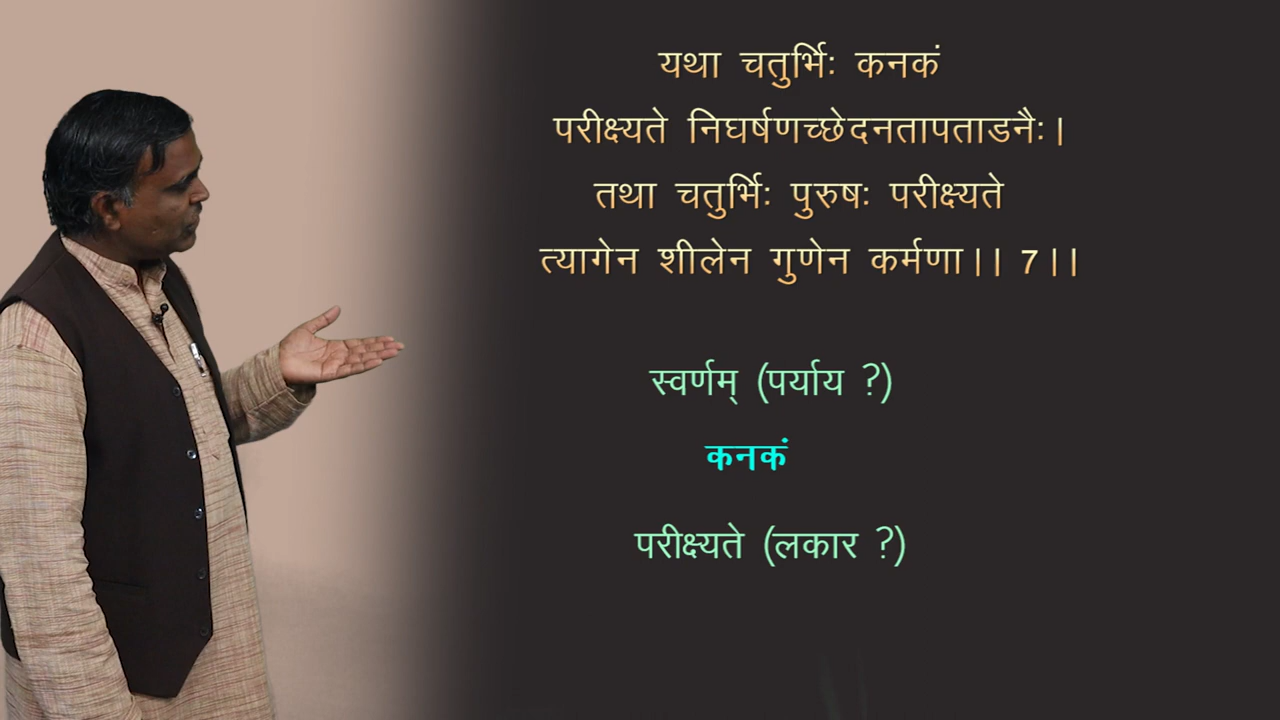 यथा चतुर्भिः कनकं
परीक्ष्यते निघर्षणच्छेदनतापताडनैः।
तथा चतुर्भिः पुरुषः परीक्ष्यते
त्यागेन शीलेन गुणेन कर्मणा।। 7।।
स्वर्णम् (पर्याय ?)
कनकं
परीक्ष्यते (लकार ?)